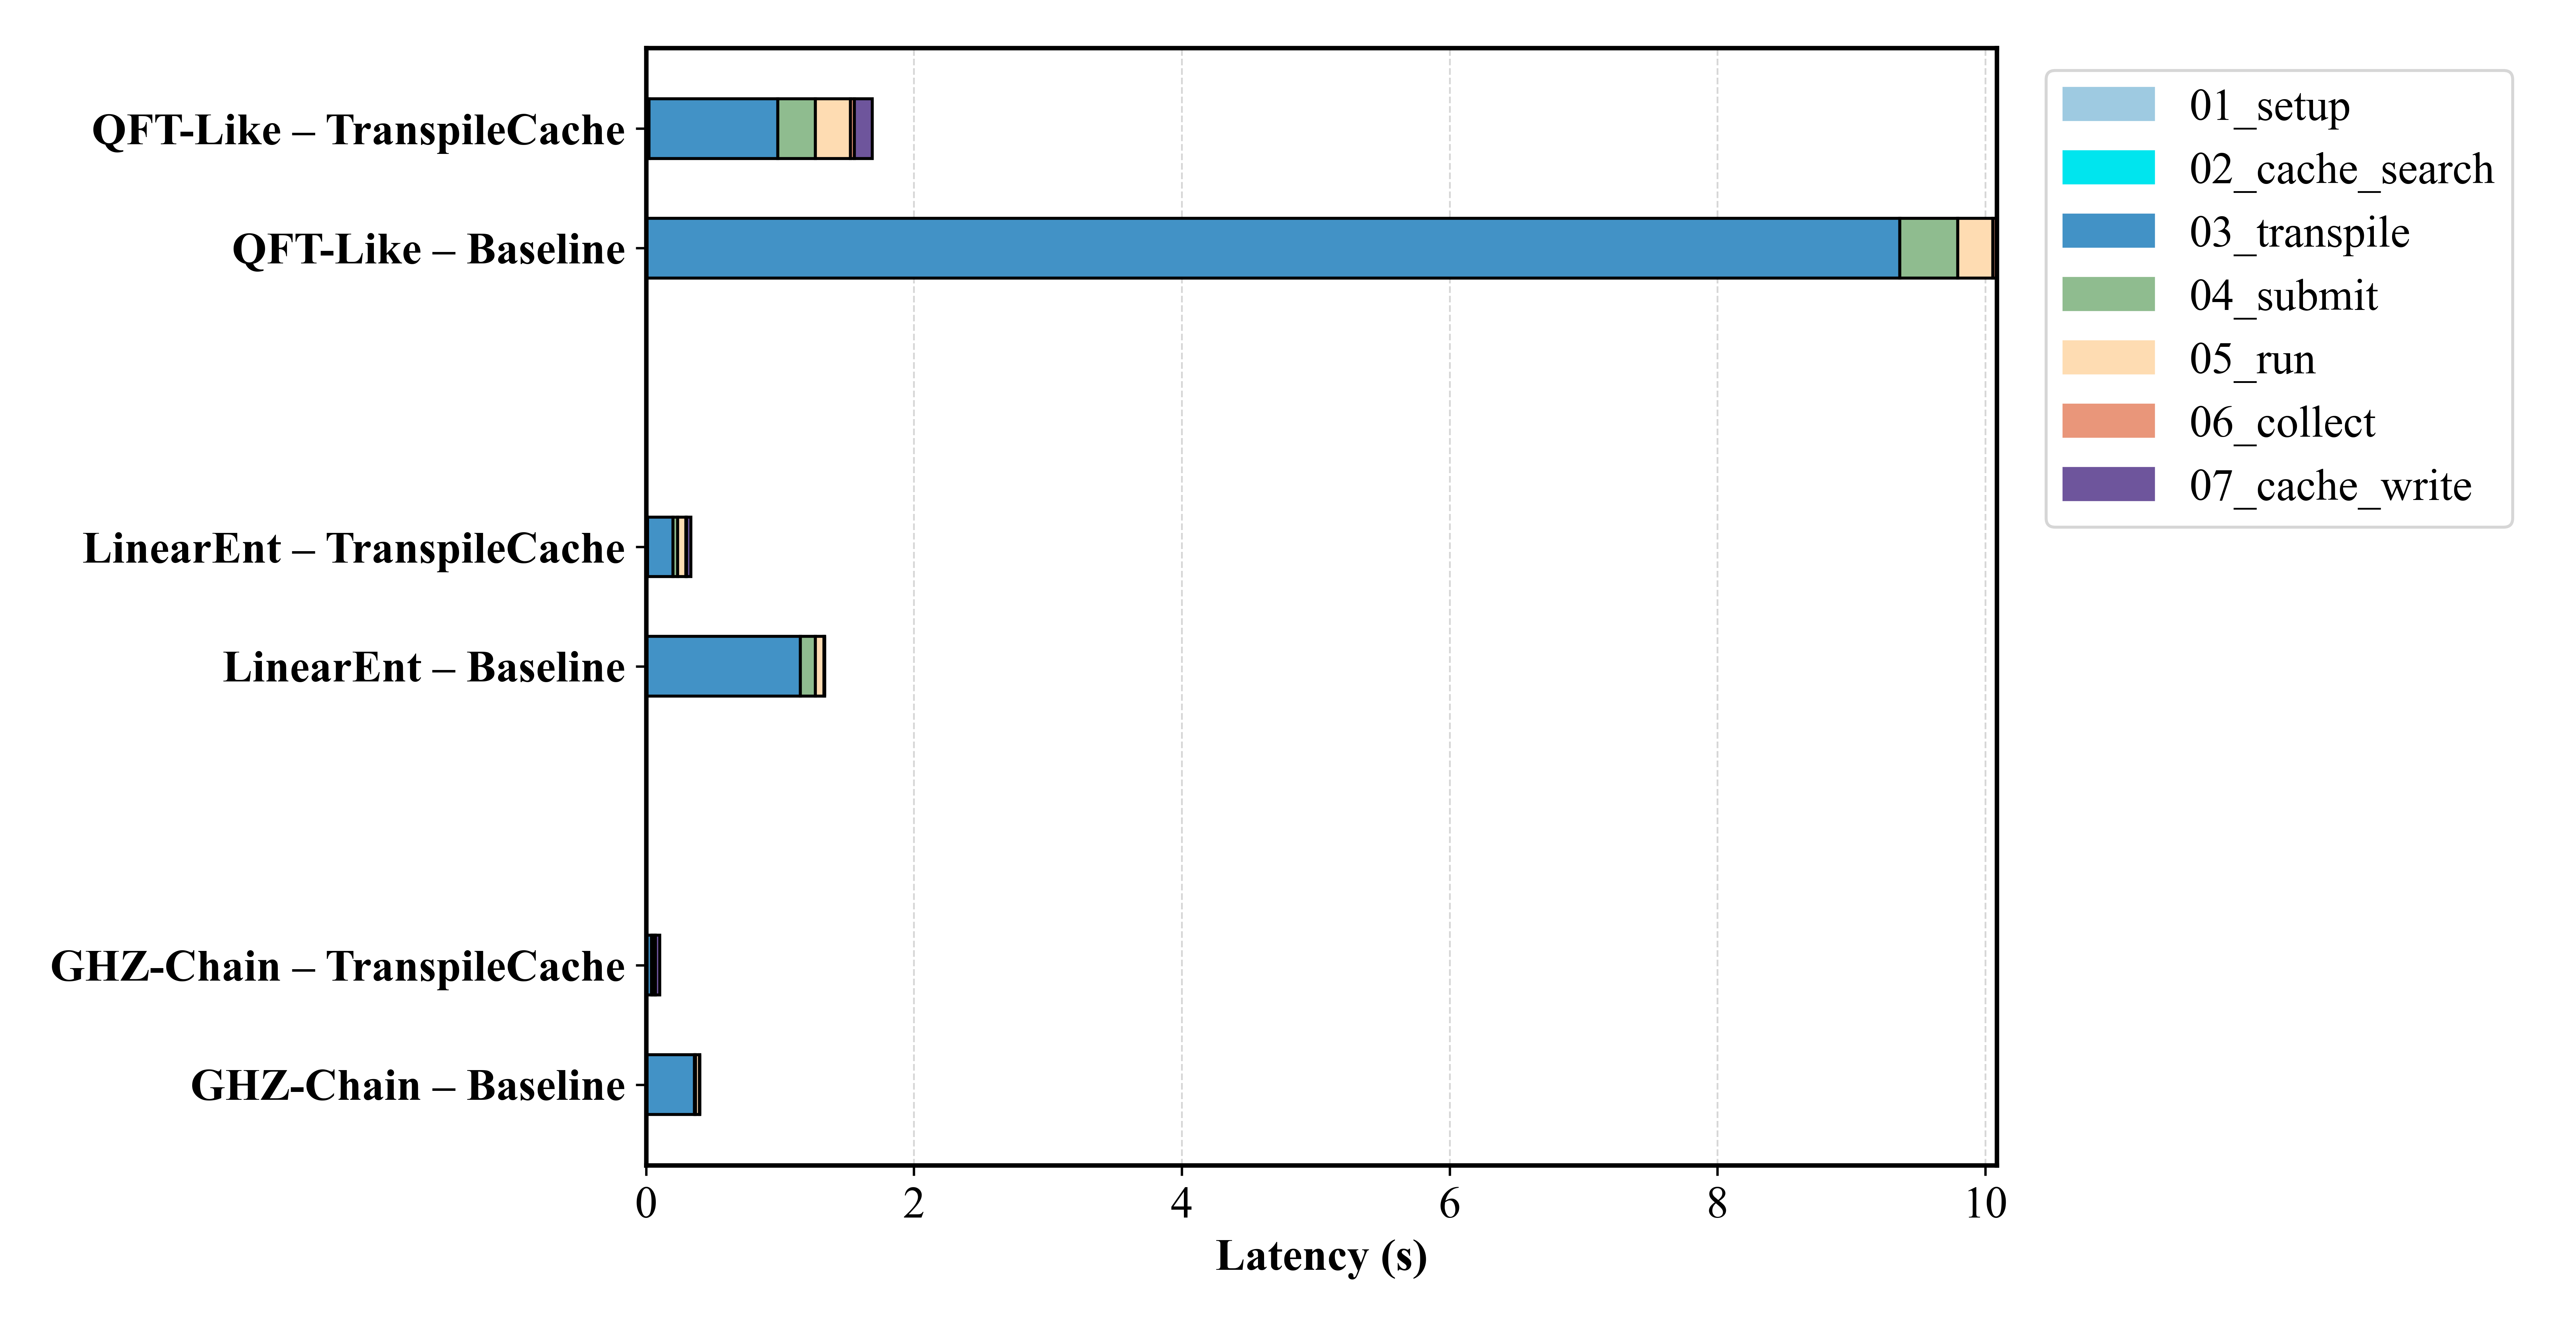 QFT-Like – TranspileCache
QFT-Like – Baseline
LinearEnt – TranspileCache
LinearEnt – Baseline
GHZ-Chain – TranspileCache
GHZ-Chain – Baseline
0 2 4 6 8 10
Latency (s)
01_setup
02_cache_search
03_transpile
04_submit
05_run
06_collect
07_cache_write